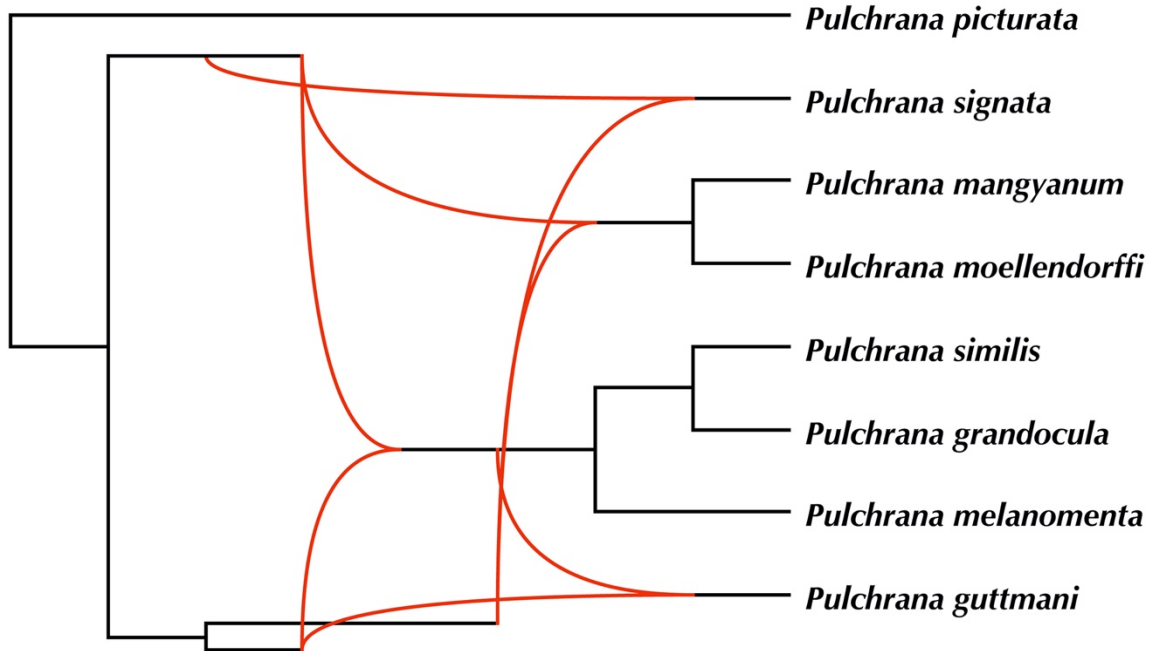 Pulchrana picturata
Pulchrana signata
Pulchrana mangyanum
Pulchrana moellendorffi
Pulchrana similis
Pulchrana grandocula
Pulchrana melanomenta
Pulchrana guttmani